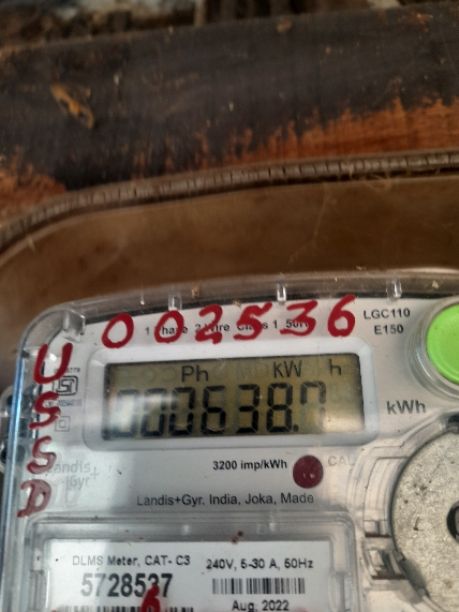 002536
1 Phase 2 Wire Class 1 50Hz
LGC110
E150
USSD
Ph kW h
000638.7
kWh
3200 imp/kWh
CAL
Landis
Gyr+
Landis+Gyr. India, Joka, Made
DLMS Meter, CAT- C3
240V, 5-30 A, 50Hz
5728537
Aug. 2022